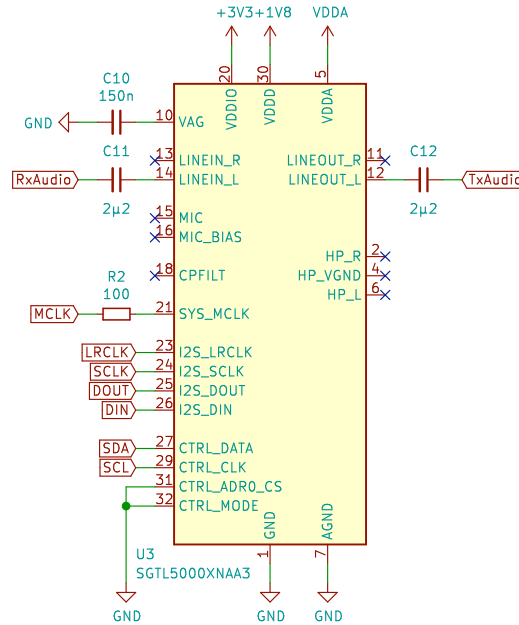 +3V3+1V8 VDDA
20 30 5
VDDIO VDDD VDDA
C10
150n
GND 10 VAG
C11 13 LINEIN_R LINEOUT_R 11 C12
RxAudio 14 LINEIN_L LINEOUT_L 12 TxAudio
2µ2 15 MIC 2µ2
16 MIC_BIAS
HP_R 2
18 CPFILT HP_VGND 4
R2
100 HP_L 6
MCLK 21 SYS_MCLK
LRCLK 23 I2S_LRCLK
SCLK 24 I2S_SCLK
DOUT 25 I2S_DOUT
DIN 26 I2S_DIN
SDA 27 CTRL_DATA
SCL 29 CTRL_CLK
31 CTRL_ADR0_CS
32 CTRL_MODE
GND AGND
1 7
U3
SGTL5000XNAA3
GND GND GND